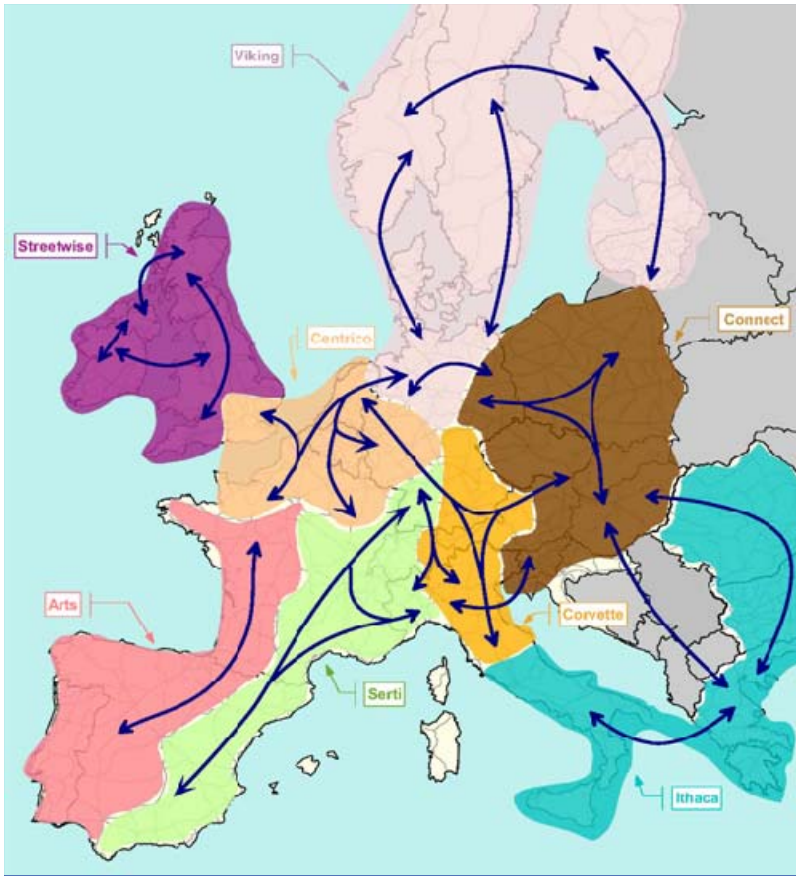 Viking
Streetwise
Connect
Centrico
Arts
Corvette
Serti
Ithaca